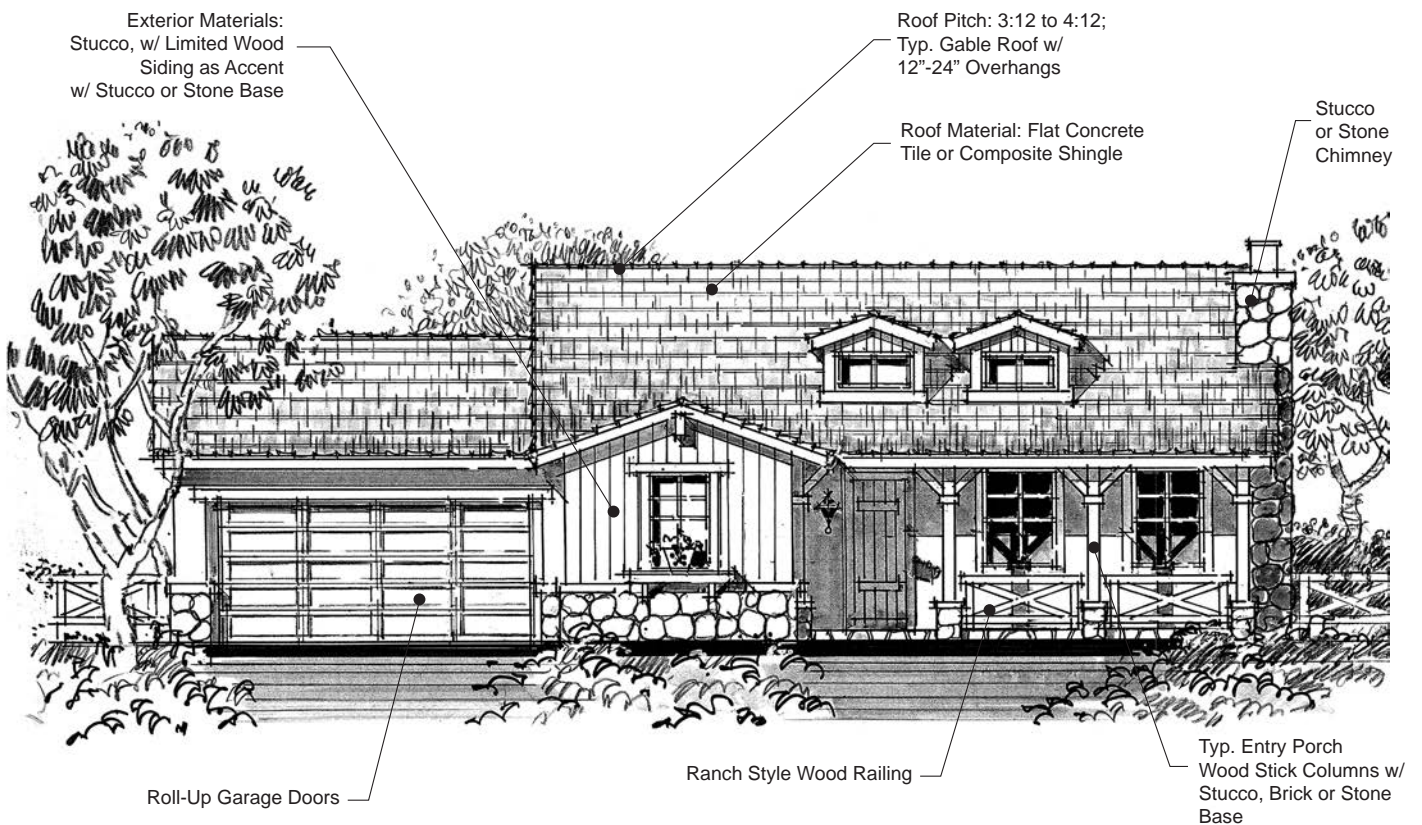 Exterior Materials:
Stucco, w/ Limited Wood
Siding as Accent
w/ Stucco or Stone Base
Roof Pitch: 3:12 to 4:12;
Typ. Gable Roof w/
12”-24” Overhangs
Roof Material: Flat Concrete
Tile or Composite Shingle
Stucco
or Stone
Chimney
Roll-Up Garage Doors
Ranch Style Wood Railing
Typ. Entry Porch
Wood Stick Columns w/
Stucco, Brick or Stone
Base